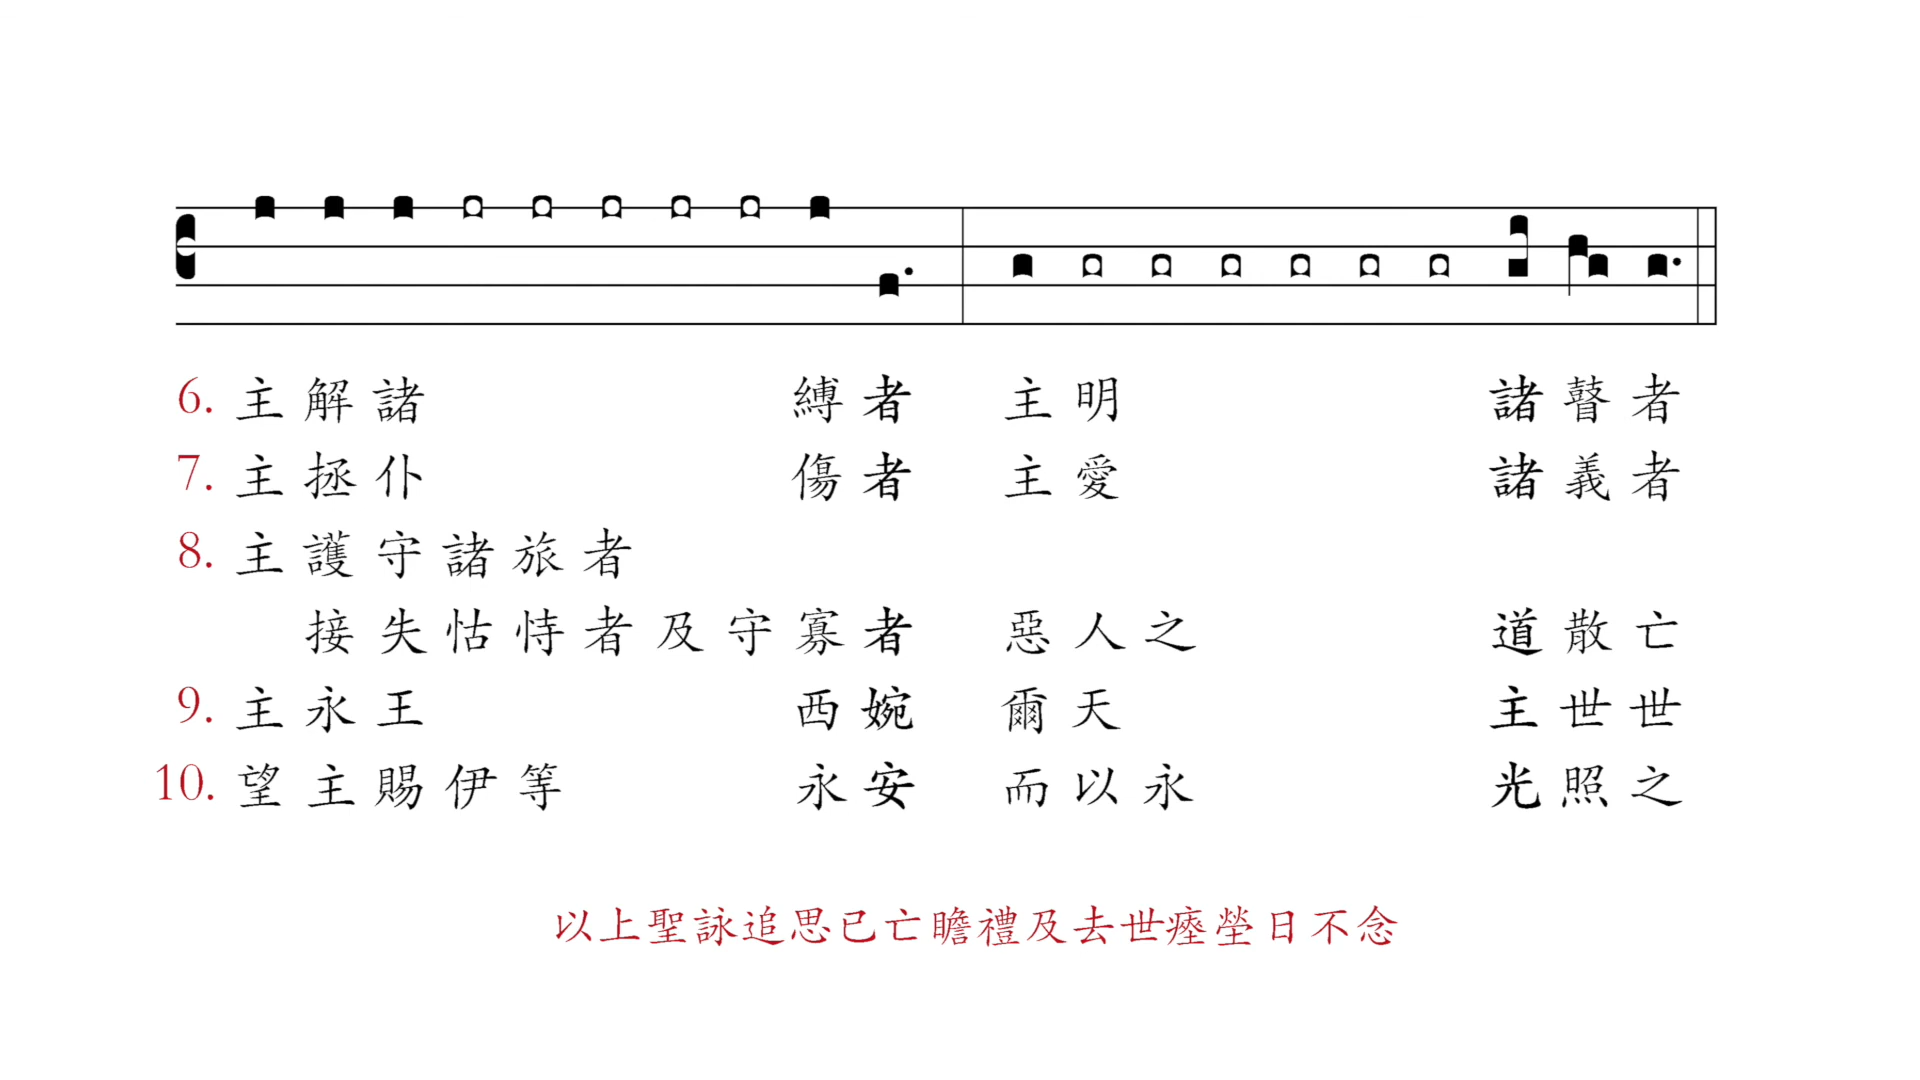 6. 主解諸縛者 主明諸瞽者
7. 主拯仆傷者 主愛諸義者
8. 主護守諸旅者
接失怙恃者及守寡者 惡人之道散亡
9. 主永王西婉 爾天主世世
10. 望主賜伊等永安 而以永光照之
以上聖詠追思已亡瞻禮及去世瘞塋日不念